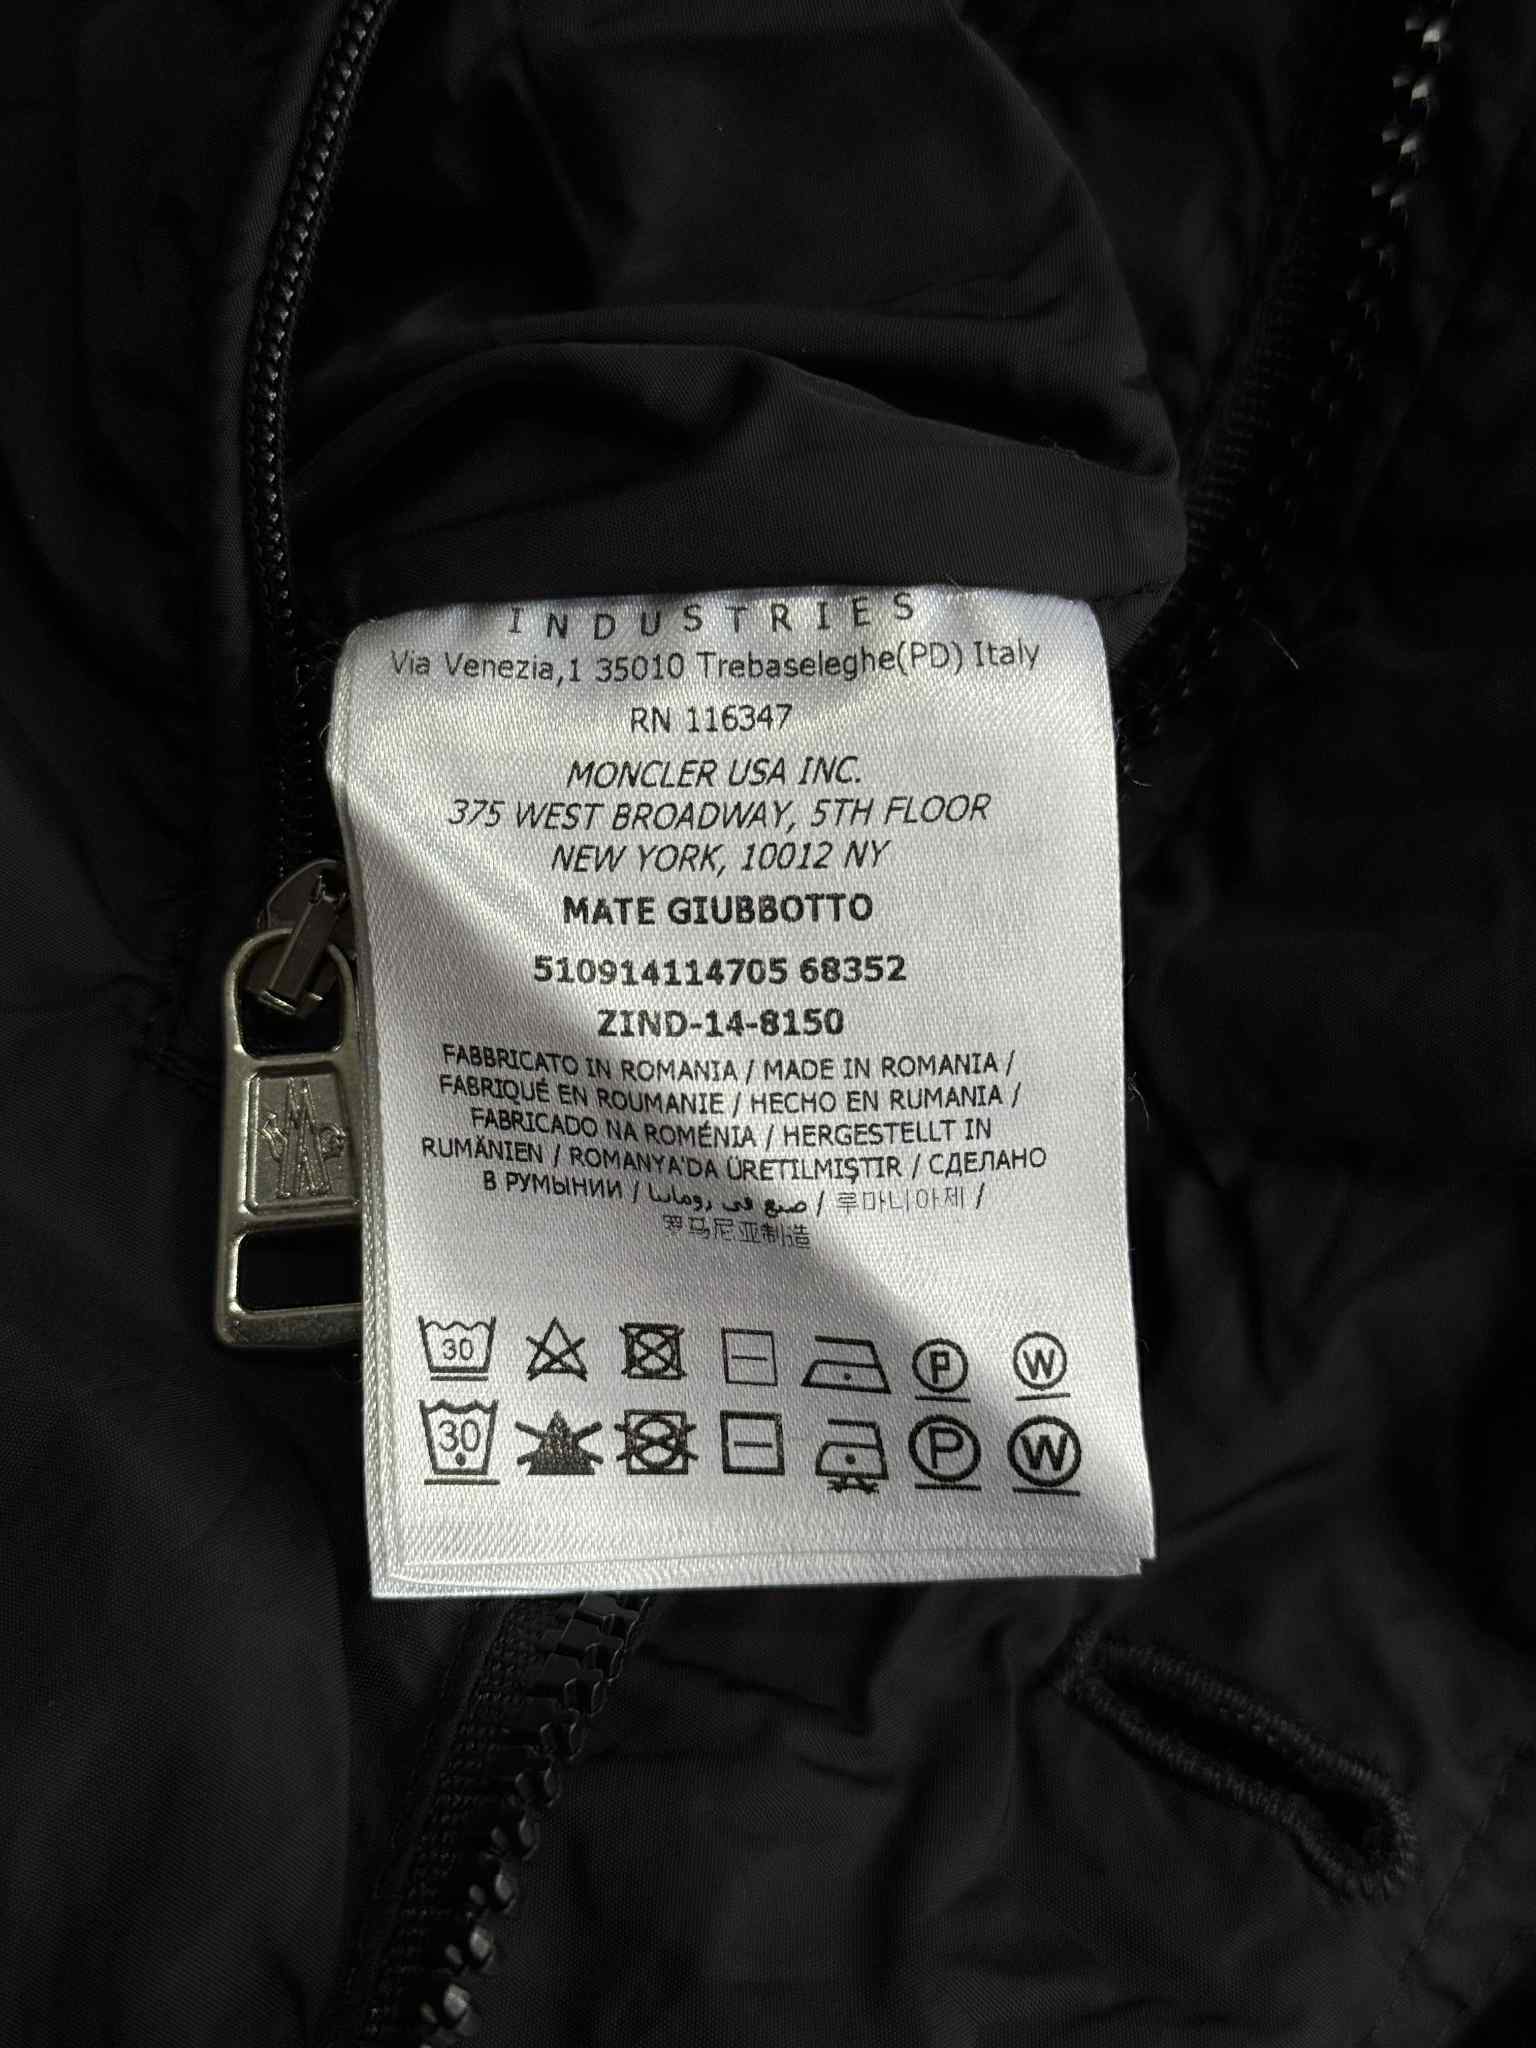 INDUSTRIES
Via Venezia,1 35010 Trebaseleghe(PD) Italy
RN 116347
MONCLER USA INC.
375 WEST BROADWAY, 5TH FLOOR
NEW YORK, 10012 NY
MATE GIUBBOTTO
510914114705 68352
ZIND-14-8150
FABBRICATO IN ROMANIA / MADE IN ROMANIA /
FABRIQUÉ EN ROUMANIE / HECHO EN RUMANIA /
FABRICADO NA ROMÉNIA / HERGESTELLT IN
RUMÄNIEN / ROMANYA'DA ÜRETILMIŞTIR / СДЕЛАНО
В РУМЫНИИ / صنع في رومانيا / 루마니아제 /
罗马尼亚制造
30 P W
30 P W